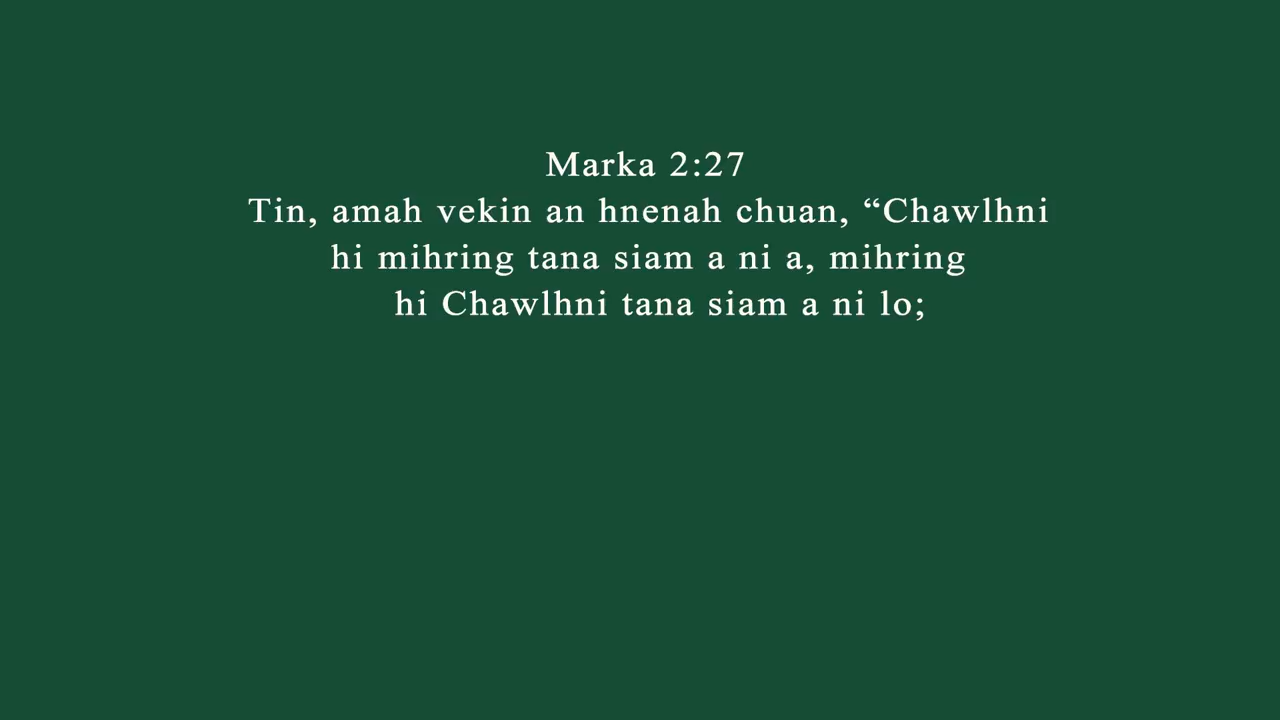 Marka 2:27
Tin, amah vekin an hnenah chuan, “Chawlhni
hi mihring tana siam a ni a, mihring
hi Chawlhni tana siam a ni lo;